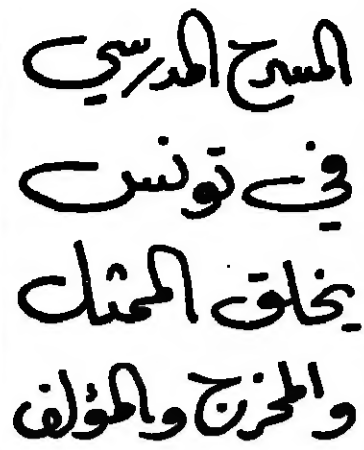 المسرح المدرسي
في تونس
يخلق الممثل
والمخرج والمؤلف